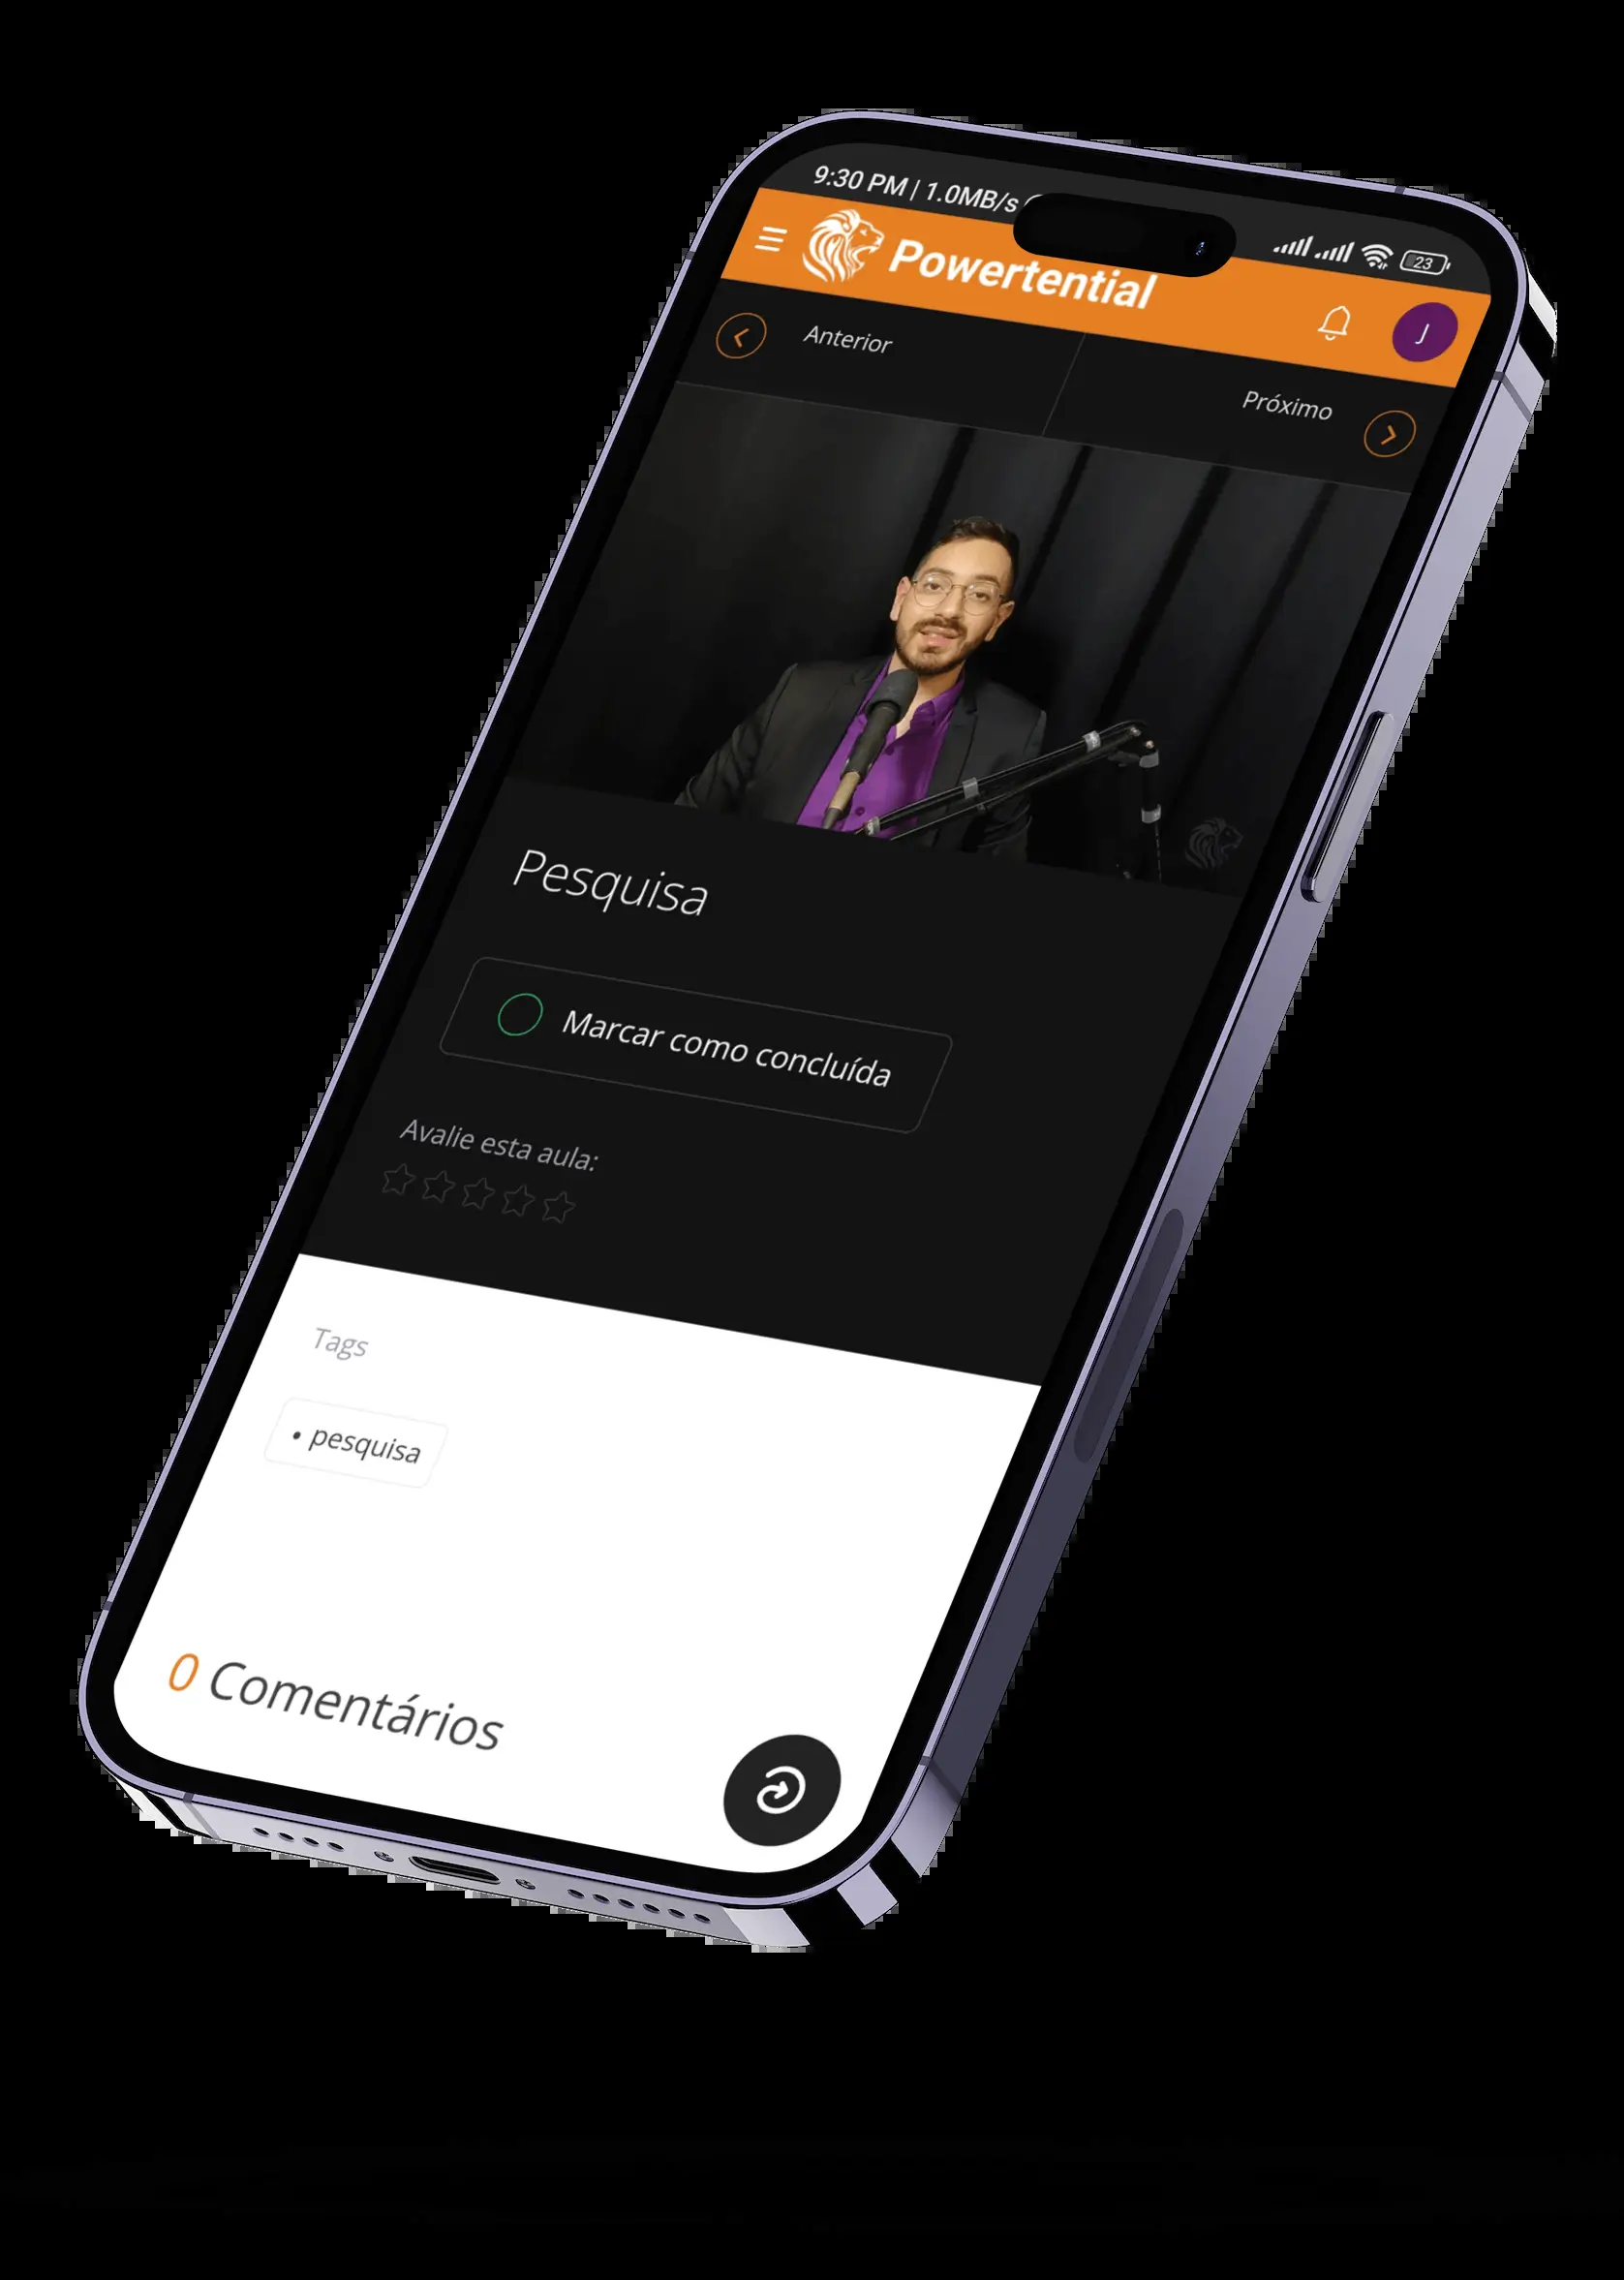 9:30 PM | 1.0MB/s
23
Powertential
J
Anterior
Próximo
Pesquisa
Marcar como concluída
Avalie esta aula:
Tags
• pesquisa
0 Comentários